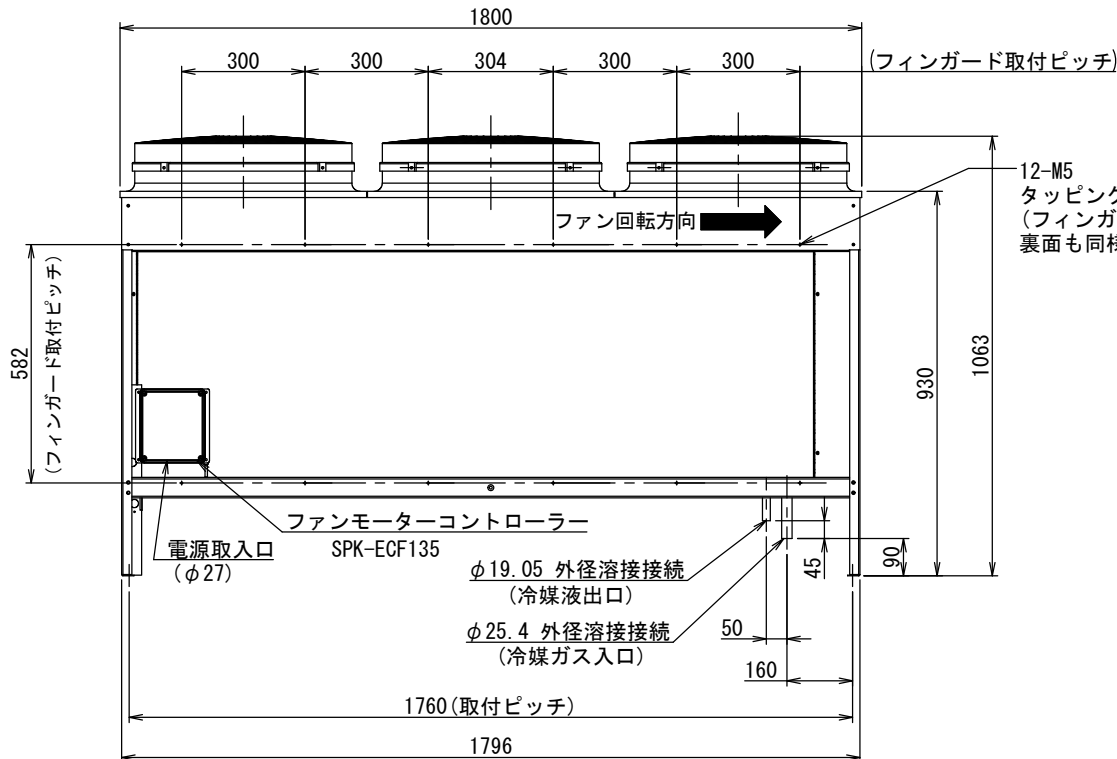 1800
300
300
304
300
300
(フィンガード取付ピッチ)
12-M5
タッピング
(フィンガ
裏面も同様
ファン回転方向
582
(フィンガード取付ピッチ)
930
1063
ファンモーターコントローラー
SPK-ECF135
電源取入口
(φ27)
φ19.05 外径溶接接続
(冷媒液出口)
φ25.4 外径溶接接続
(冷媒ガス入口)
45
90
50
160
1760(取付ピッチ)
1796